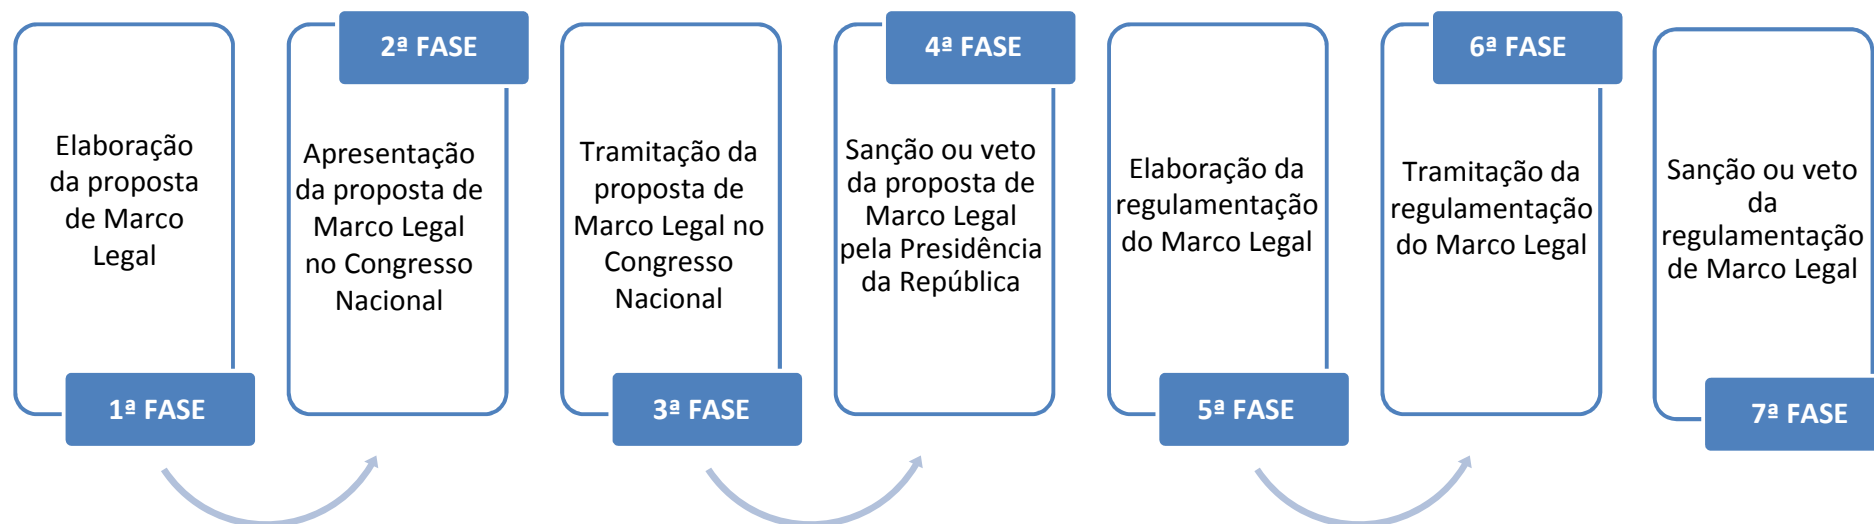 Elaboração
da proposta
de Marco
Legal
1ª FASE
2ª FASE
Apresentação
da proposta de
Marco Legal
no Congresso
Nacional
Tramitação da
proposta de
Marco Legal no
Congresso
Nacional
3ª FASE
4ª FASE
Sanção ou veto
da proposta de
Marco Legal
pela Presidência
da República
Elaboração da
regulamentação
do Marco Legal
5ª FASE
6ª FASE
Tramitação da
regulamentação
do Marco Legal
Sanção ou veto
da
regulamentação
de Marco Legal
7ª FASE